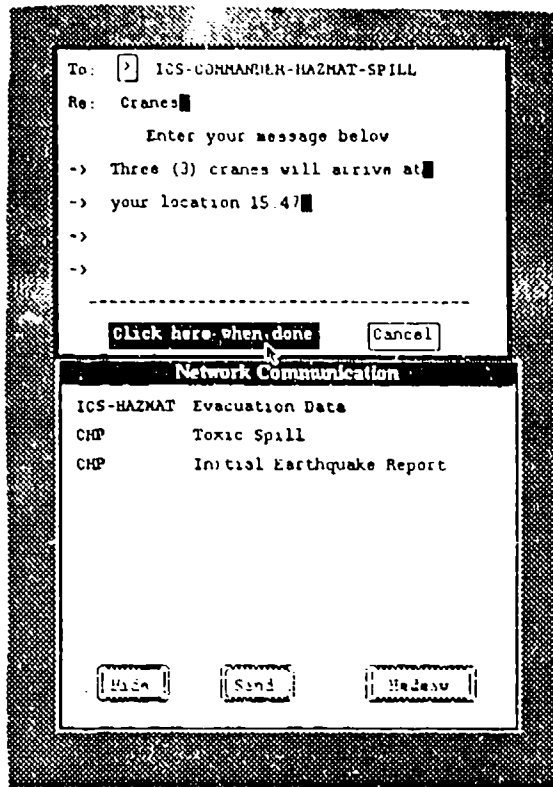 To: > ICS-COMMANDER-HAZMAT-SPILL
Re: Cranes
Enter your message below
-> Three (3) cranes will arrive at
-> your location 15.47
->
->
Click here when done Cancel
Network Communication
ICS-HAZMAT Evacuation Data
CHP Toxic Spill
CHP Initial Earthquake Report
Hide Send Redraw